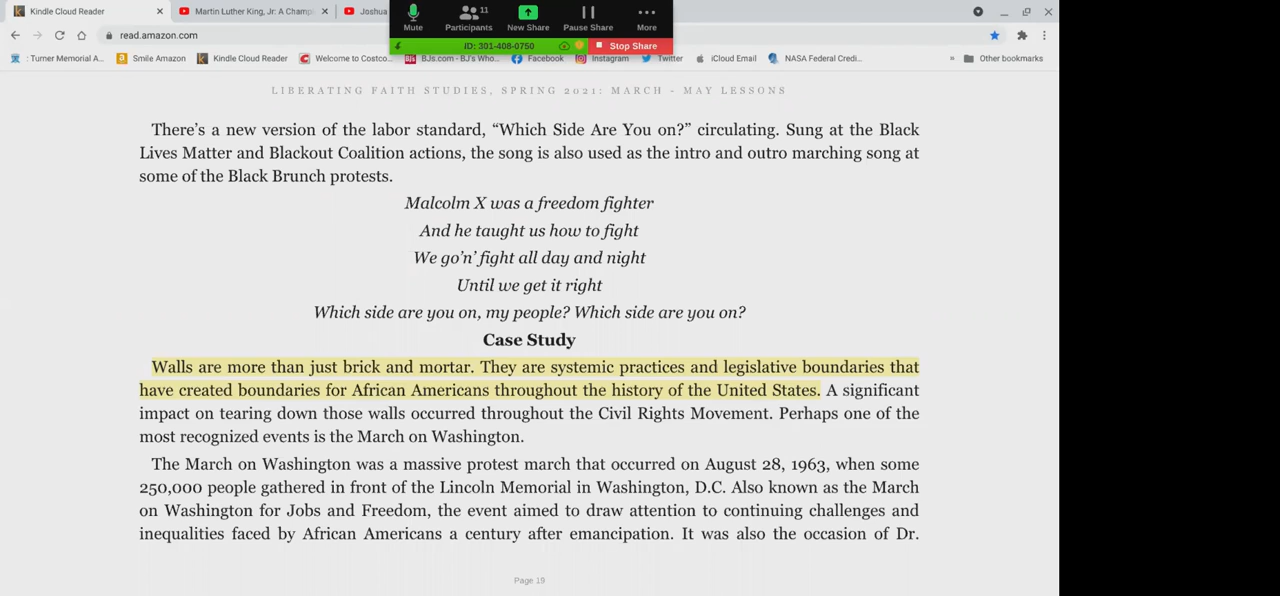 Kindle Cloud Reader
Martin Luther King, Jr: A Champ
Joshua
Mute
Participants
11
New Share
Pause Share
More
ID: 301-408-0750
Stop Share
read.amazon.com
: Turner Memorial A...
Smile Amazon
Kindle Cloud Reader
Welcome to Costco...
BJs.com - BJ's Who...
Facebook
Instagram
Twitter
iCloud Email
NASA Federal Credi...
»
Other bookmarks
LIBERATING FAITH STUDIES, SPRING 2021: MARCH - MAY LESSONS
There’s a new version of the labor standard, “Which Side Are You on?” circulating. Sung at the Black
Lives Matter and Blackout Coalition actions, the song is also used as the intro and outro marching song at
some of the Black Brunch protests.
Malcolm X was a freedom fighter
And he taught us how to fight
We go’n’ fight all day and night
Until we get it right
Which side are you on, my people? Which side are you on?
Case Study
Walls are more than just brick and mortar. They are systemic practices and legislative boundaries that
have created boundaries for African Americans throughout the history of the United States. A significant
impact on tearing down those walls occurred throughout the Civil Rights Movement. Perhaps one of the
most recognized events is the March on Washington.
The March on Washington was a massive protest march that occurred on August 28, 1963, when some
250,000 people gathered in front of the Lincoln Memorial in Washington, D.C. Also known as the March
on Washington for Jobs and Freedom, the event aimed to draw attention to continuing challenges and
inequalities faced by African Americans a century after emancipation. It was also the occasion of Dr.
Page 19